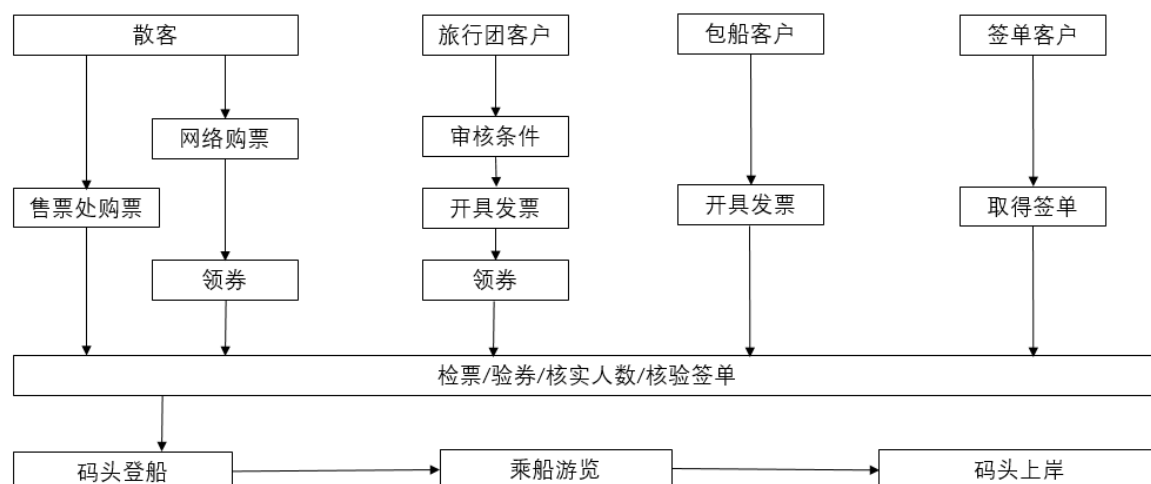 散客
旅行团客户
包船客户
签单客户
网络购票
审核条件
售票处购票
开具发票
开具发票
取得签单
领券
领券
检票/验券/核实人数/核验签单
码头登船
乘船游览
码头上岸